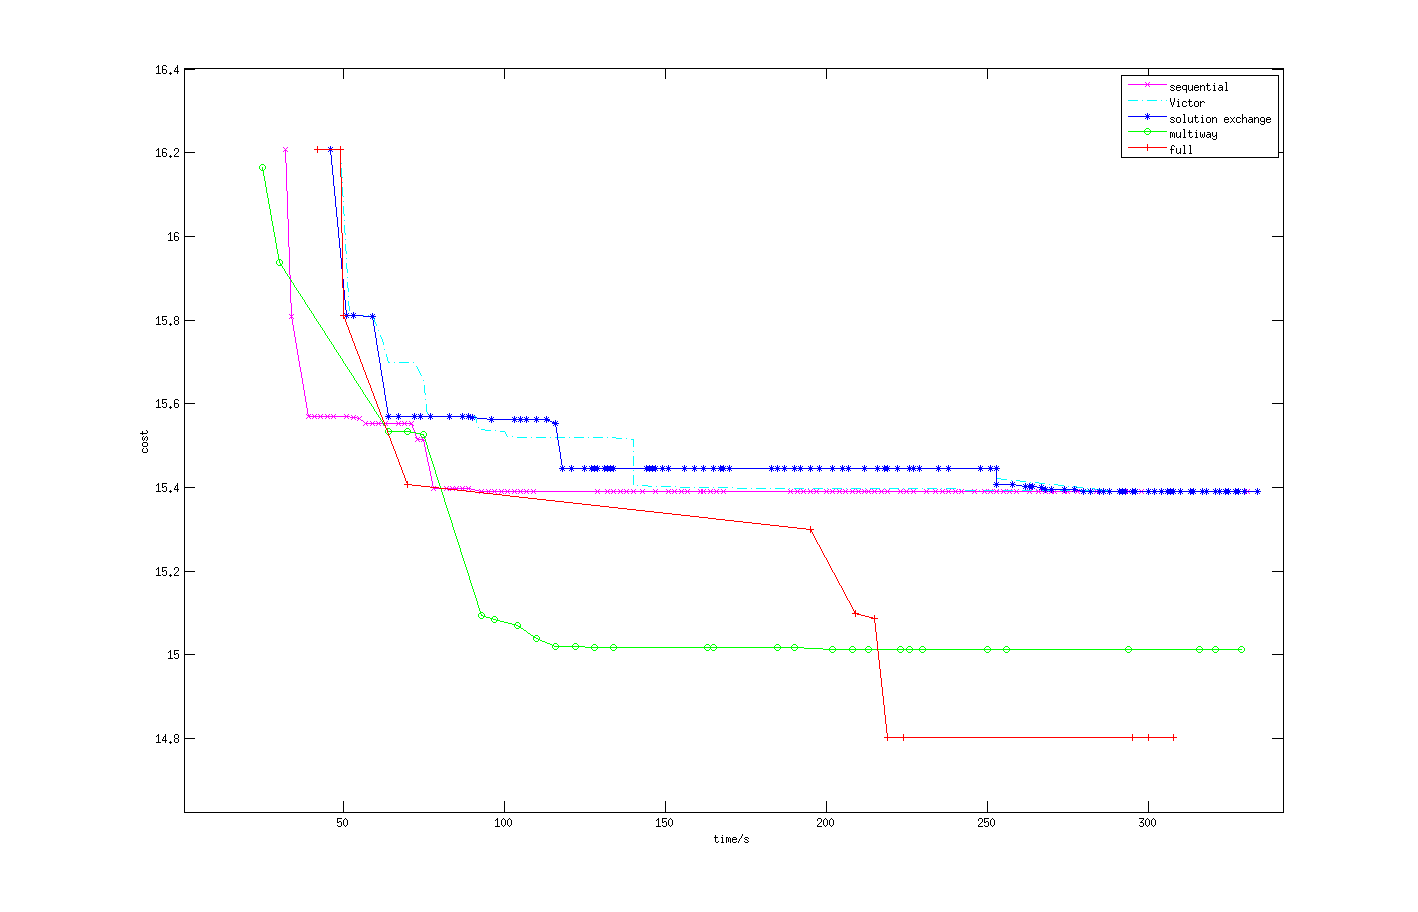 16.4
16.2
16
15.8
15.6
15.4
15.2
15
14.8
cost
50
100
150
200
250
300
time/s
sequential
Victor
solution exchange
multiway
full